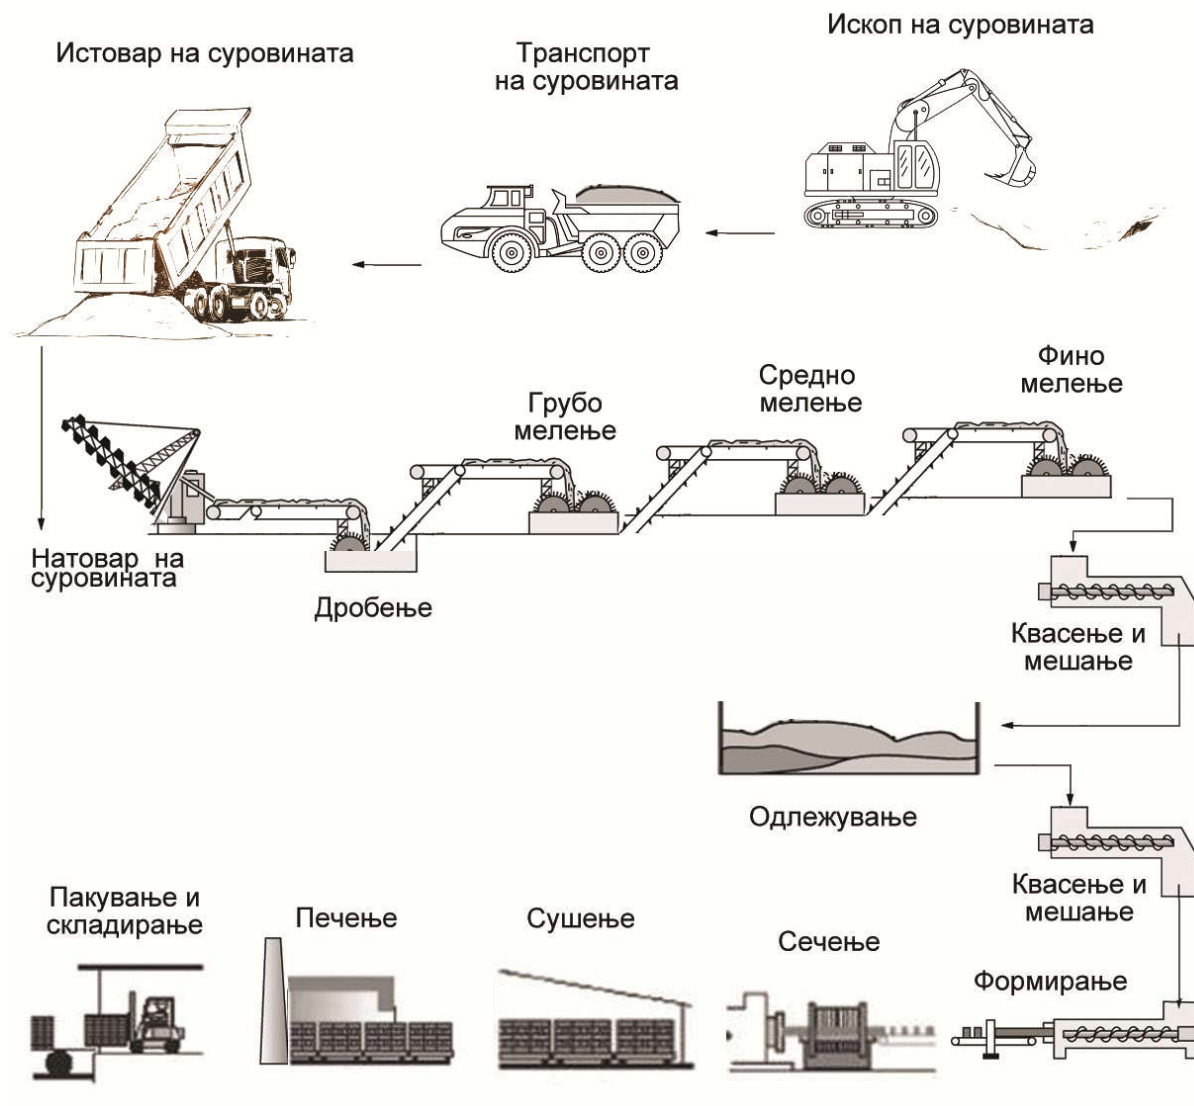 Ископ на суровината
Транспорт
на суровината
Истовар на суровината
Натовар на
суровината
Дробење
Грубо
мелење
Средно
мелење
Фино
мелење
Квасење и
мешање
Одлежување
Квасење и
мешање
Формирање
Сечење
Сушење
Печење
Пакување и
складирање